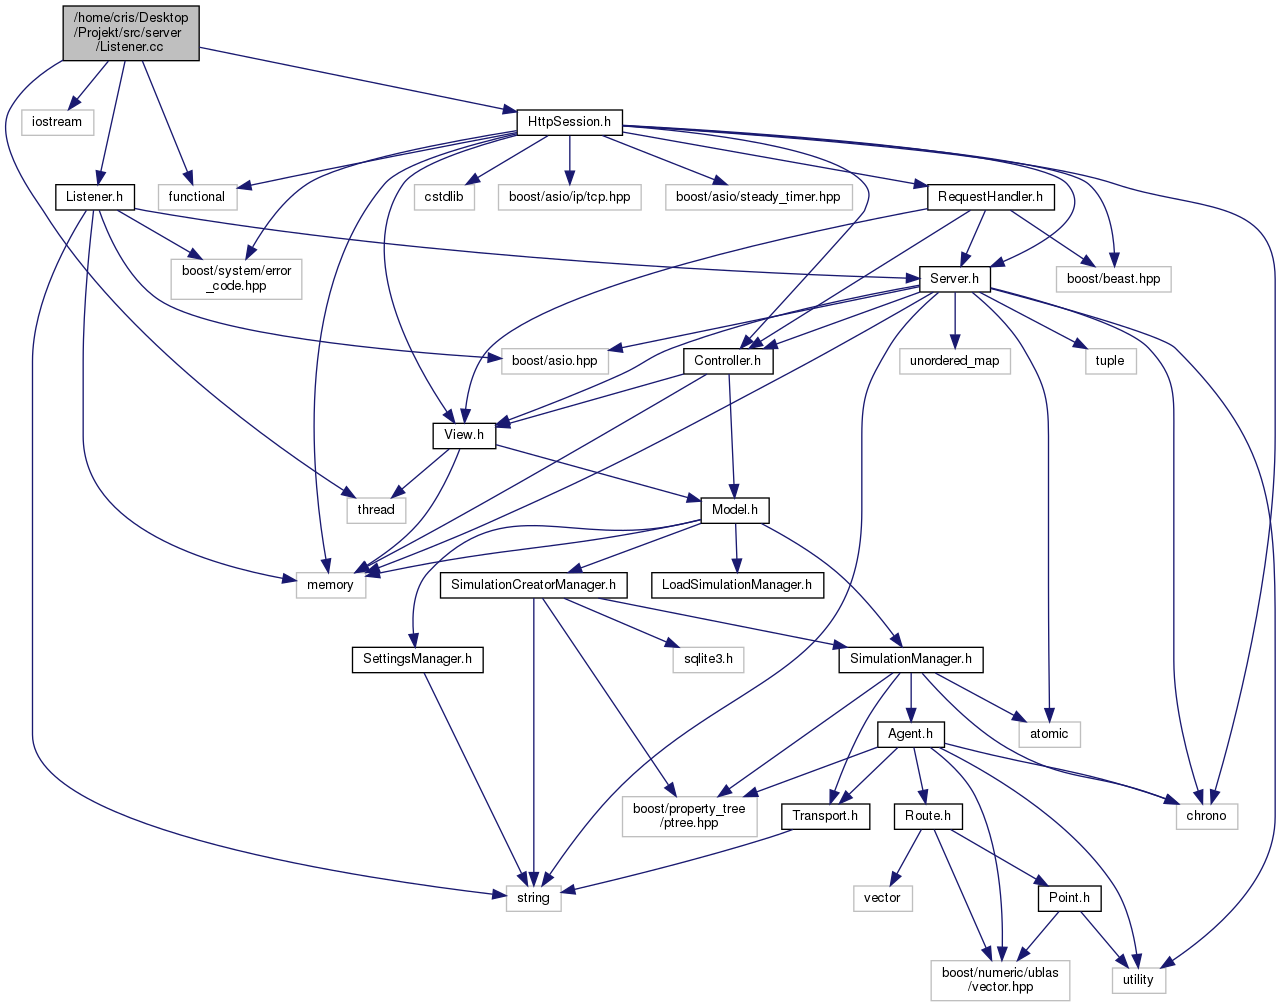 /home/cris/Desktop
/Projekt/src/server
/Listener.cc
iostream
HttpSession.h
Listener.h
functional
cstdlib
boost/asio/ip/tcp.hpp
boost/asio/steady_timer.hpp
RequestHandler.h
boost/system/error
_code.hpp
Server.h
boost/beast.hpp
boost/asio.hpp
Controller.h
unordered_map
tuple
View.h
thread
Model.h
memory
SimulationCreatorManager.h
LoadSimulationManager.h
SettingsManager.h
sqlite3.h
SimulationManager.h
Agent.h
atomic
boost/property_tree
/ptree.hpp
Transport.h
Route.h
chrono
string
vector
Point.h
boost/numeric/ublas
/vector.hpp
utility